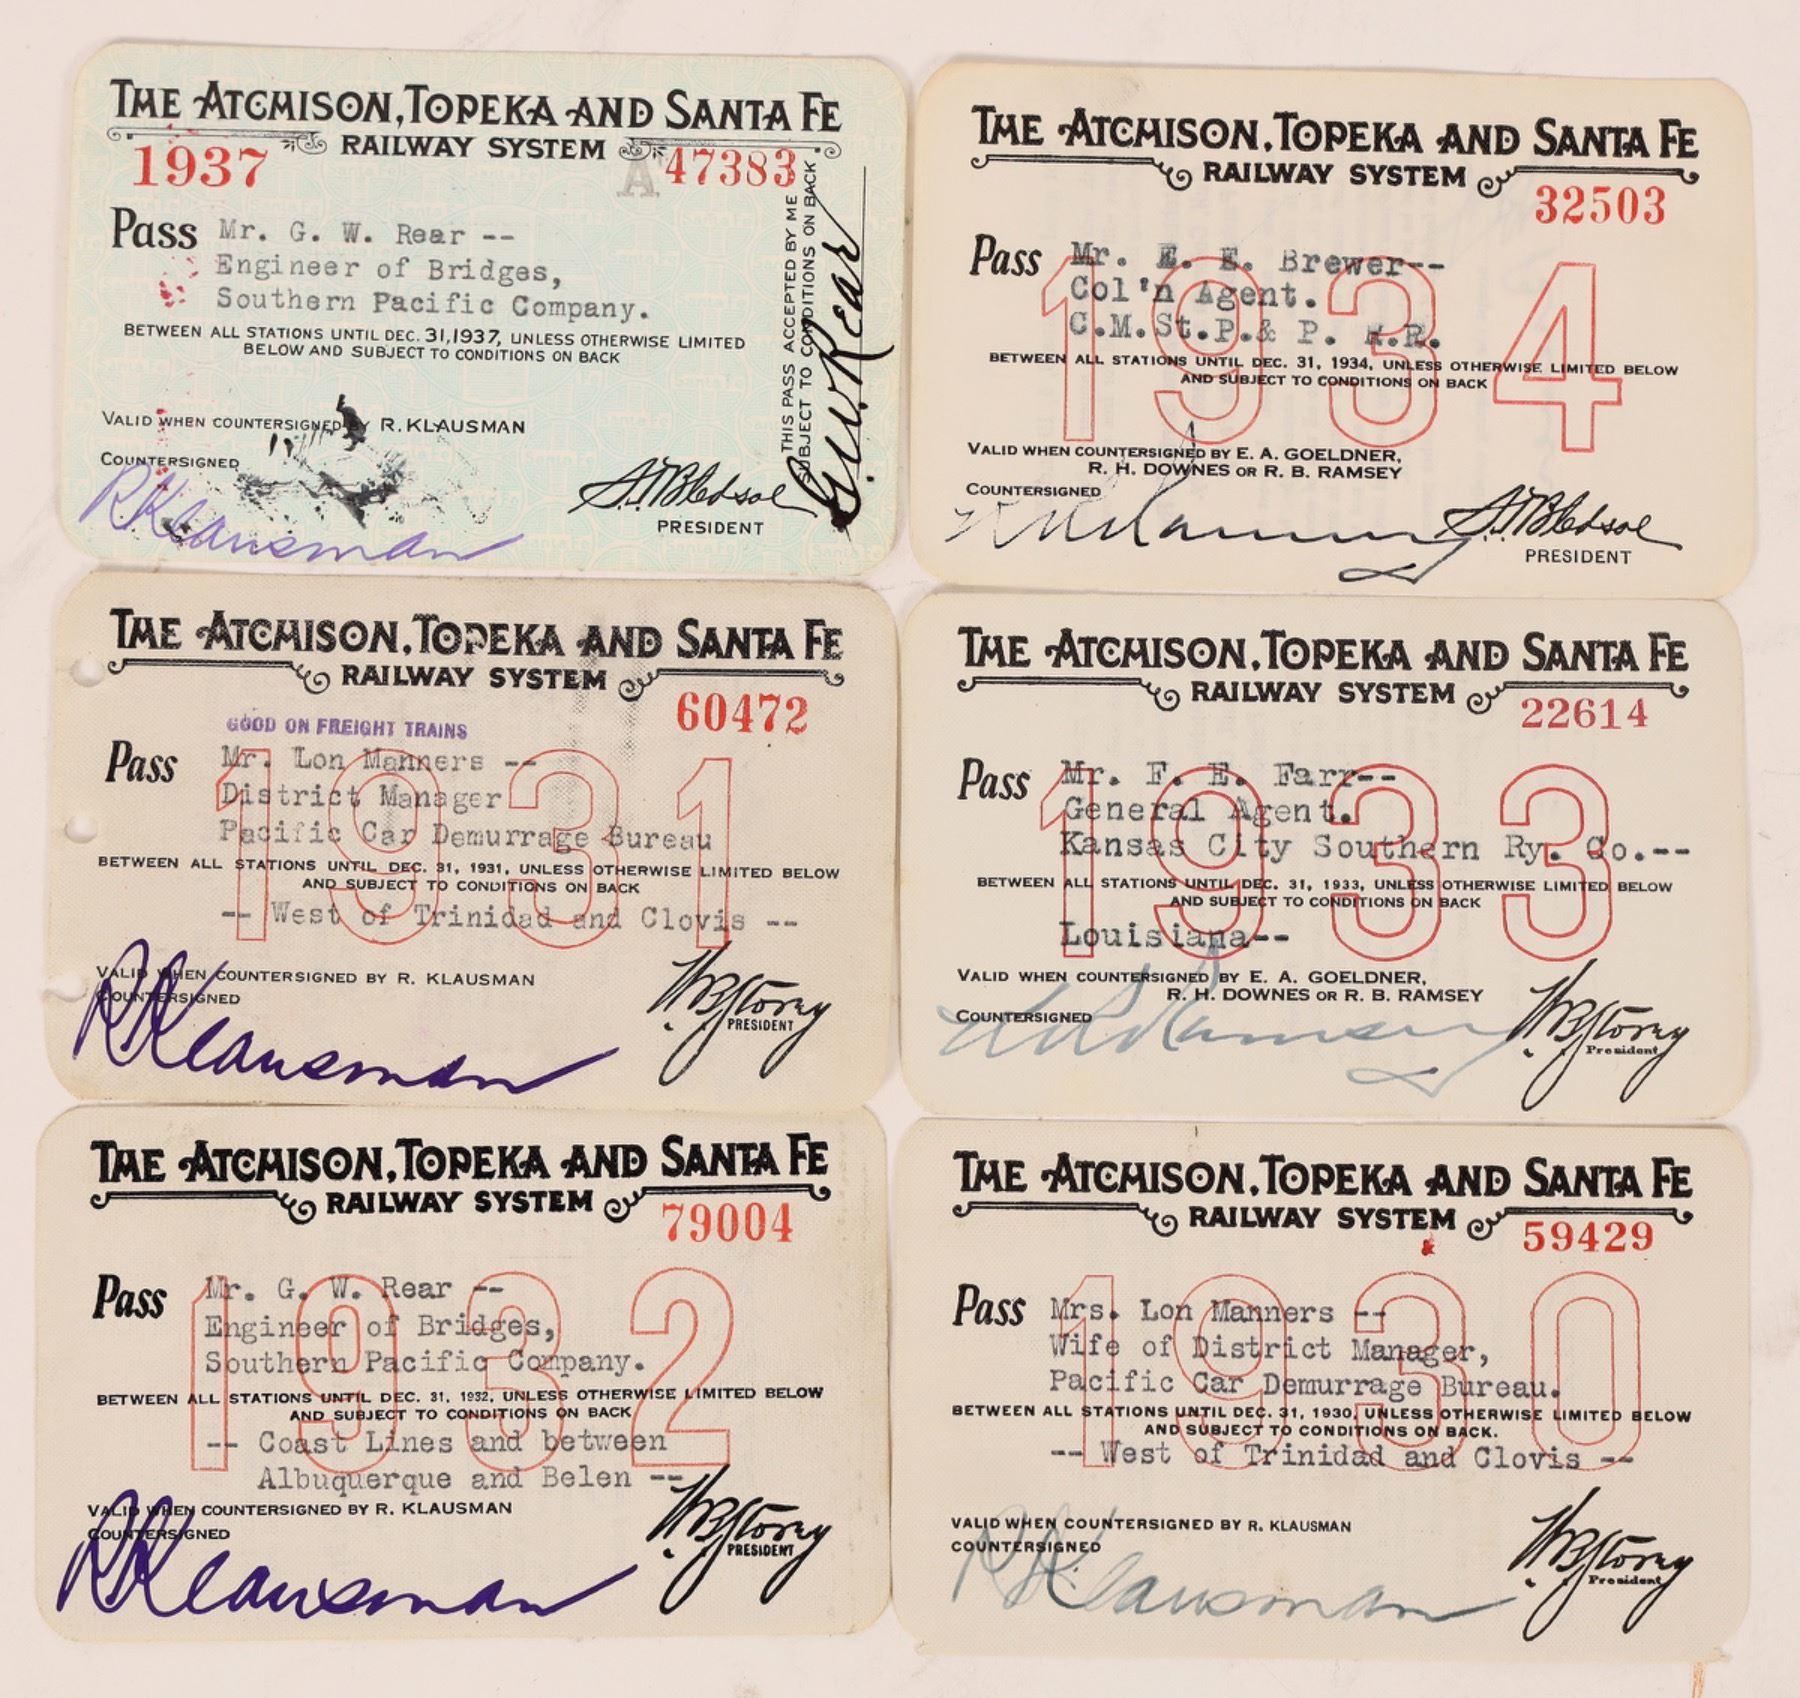 THE ATCHISON, TOPEKA AND SANTA FE
RAILWAY SYSTEM
1937
A 47383
Pass Mr. G. W. Rear --
Engineer of Bridges,
Southern Pacific Company.
BETWEEN ALL STATIONS UNTIL DEC. 31, 1937, UNLESS OTHERWISE LIMITED
BELOW AND SUBJECT TO CONDITIONS ON BACK
VALID WHEN COUNTERSIGNED BY R. KLAUSMAN
COUNTERSIGNED
R Klausman
S.T. Bledsoe
PRESIDENT
THIS PASS ACCEPTED BY ME
SUBJECT TO CONDITIONS ON BACK
G.W. Rear
THE ATCHISON, TOPEKA AND SANTA FE
RAILWAY SYSTEM
32503
1934
Pass Mr. E. E. Brewer--
Col'n Agent.
C.M.St.P.& P. R.R.
BETWEEN ALL STATIONS UNTIL DEC. 31, 1934, UNLESS OTHERWISE LIMITED BELOW
AND SUBJECT TO CONDITIONS ON BACK
VALID WHEN COUNTERSIGNED BY E. A. GOELDNER,
R. H. DOWNES OR R. B. RAMSEY
COUNTERSIGNED
S.T. Bledsoe
PRESIDENT
THE ATCHISON, TOPEKA AND SANTA FE
RAILWAY SYSTEM
60472
GOOD ON FREIGHT TRAINS
1931
Pass Mr. Lon Manners --
District Manager
Pacific Car Demurrage Bureau
BETWEEN ALL STATIONS UNTIL DEC. 31, 1931, UNLESS OTHERWISE LIMITED BELOW
AND SUBJECT TO CONDITIONS ON BACK
-- West of Trinidad and Clovis --
VALID WHEN COUNTERSIGNED BY R. KLAUSMAN
COUNTERSIGNED
R Klausman
W.B. Storey
PRESIDENT
THE ATCHISON, TOPEKA AND SANTA FE
RAILWAY SYSTEM
22614
1933
Pass Mr. F. E. Farr--
General Agent.
Kansas City Southern Ry. Co.--
BETWEEN ALL STATIONS UNTIL DEC. 31, 1933, UNLESS OTHERWISE LIMITED BELOW
AND SUBJECT TO CONDITIONS ON BACK
Louisiana--
VALID WHEN COUNTERSIGNED BY E. A. GOELDNER,
R. H. DOWNES OR R. B. RAMSEY
COUNTERSIGNED
W.B. Storey
President
THE ATCHISON, TOPEKA AND SANTA FE
RAILWAY SYSTEM
79004
1932
Pass Mr. G. W. Rear --
Engineer of Bridges,
Southern Pacific Company.
BETWEEN ALL STATIONS UNTIL DEC. 31, 1932, UNLESS OTHERWISE LIMITED BELOW
AND SUBJECT TO CONDITIONS ON BACK
-- Coast Lines and between
Albuquerque and Belen --
VALID WHEN COUNTERSIGNED BY R. KLAUSMAN
COUNTERSIGNED
R Klausman
W.B. Storey
PRESIDENT
THE ATCHISON, TOPEKA AND SANTA FE
RAILWAY SYSTEM
59429
1930
Pass Mrs. Lon Manners --
Wife of District Manager,
Pacific Car Demurrage Bureau.
BETWEEN ALL STATIONS UNTIL DEC. 31, 1930, UNLESS OTHERWISE LIMITED BELOW
AND SUBJECT TO CONDITIONS ON BACK.
-- West of Trinidad and Clovis --
VALID WHEN COUNTERSIGNED BY R. KLAUSMAN
COUNTERSIGNED
R Klausman
W.B. Storey
President